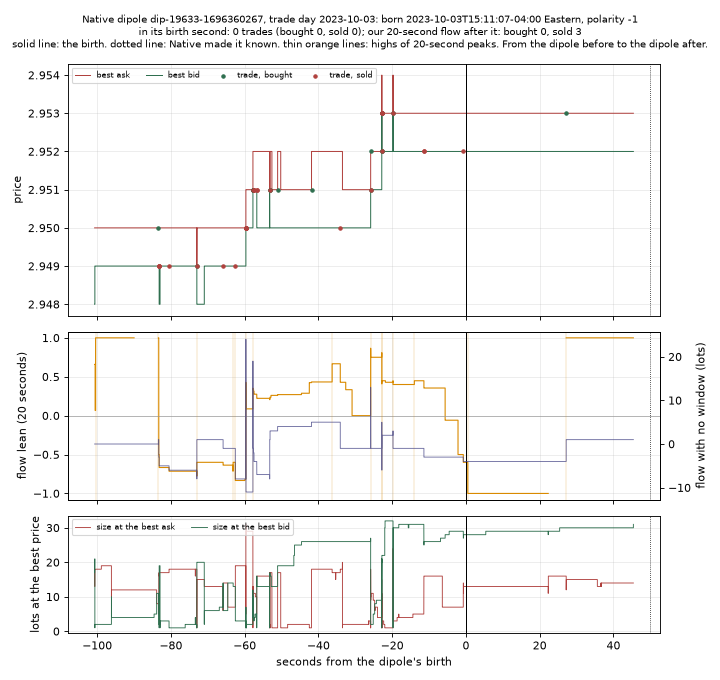 Native dipole dip-19633-1696360267, trade day 2023-10-03: born 2023-10-03T15:11:07-04:00 Eastern, polarity -1
in its birth second: 0 trades (bought 0, sold 0); our 20-second flow after it: bought 0, sold 3
solid line: the birth. dotted line: Native made it known. thin orange lines: highs of 20-second peaks. From the dipole before to the dipole after.
best ask
best bid
trade, bought
trade, sold
2.954
2.953
2.952
2.951
2.950
2.949
2.948
price
1.0
0.5
0.0
−0.5
−1.0
flow lean (20 seconds)
20
10
0
−10
flow with no window (lots)
size at the best ask
size at the best bid
30
20
10
0
lots at the best price
−100
−80
−60
−40
−20
0
20
40
seconds from the dipole's birth